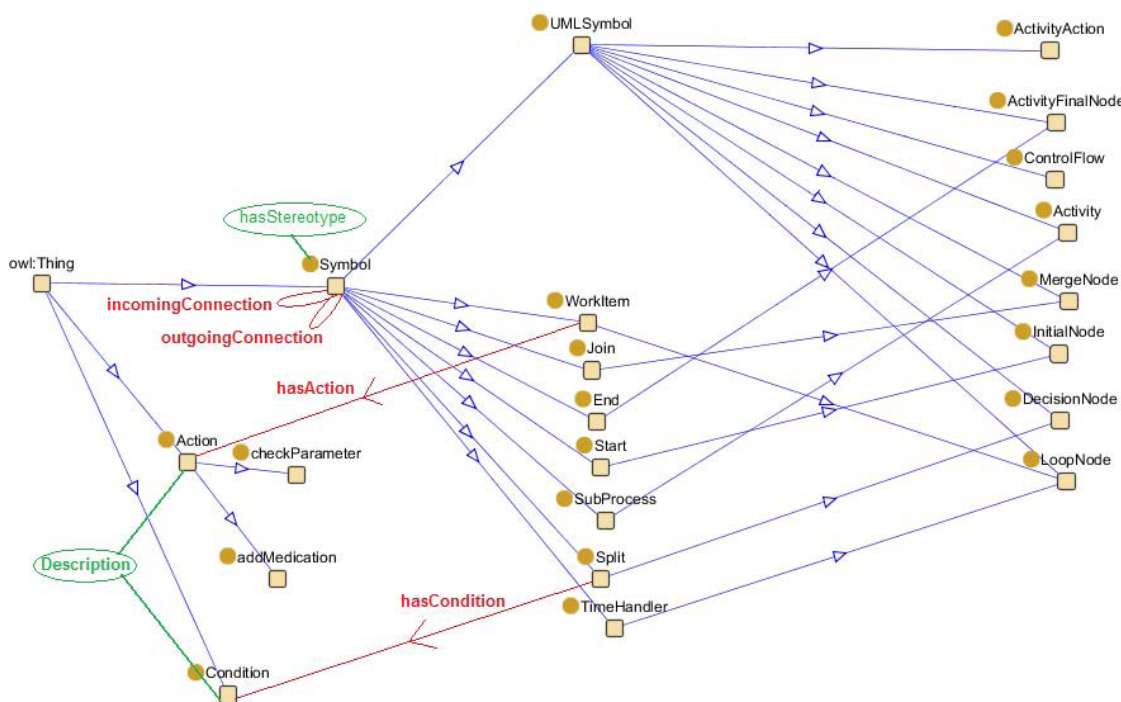 UMLSymbol
ActivityAction
ActivityFinalNode
ControlFlow
hasStereotype
Activity
owl:Thing
Symbol
MergeNode
incomingConnection
WorkItem
outgoingConnection
InitialNode
Join
hasAction
End
DecisionNode
Action
checkParameter
Start
LoopNode
SubProcess
Description
addMedication
Split
hasCondition
TimeHandler
Condition